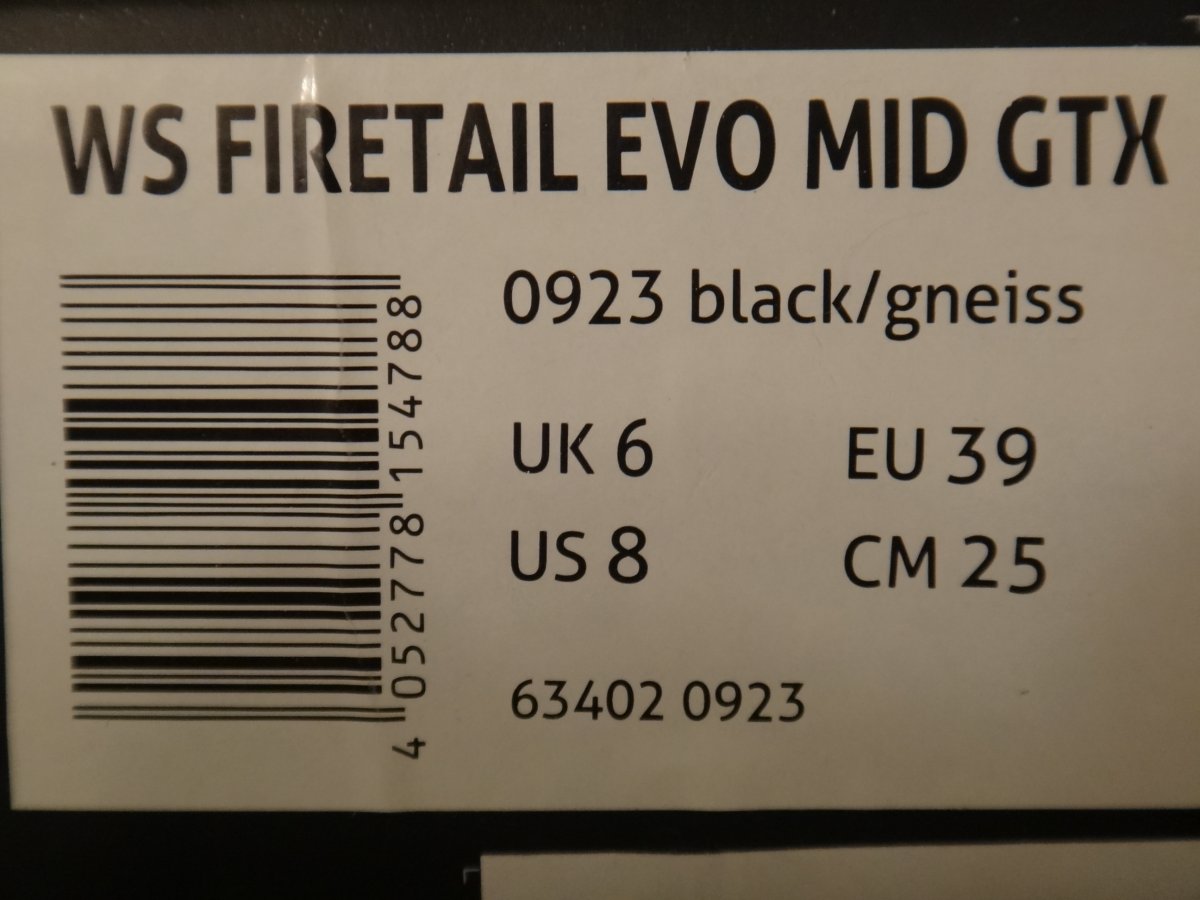 WS FIRETAIL EVO MID GTX
0923 black/gneiss
UK 6 EU 39
US 8 CM 25
63402 0923
4 052778 154788